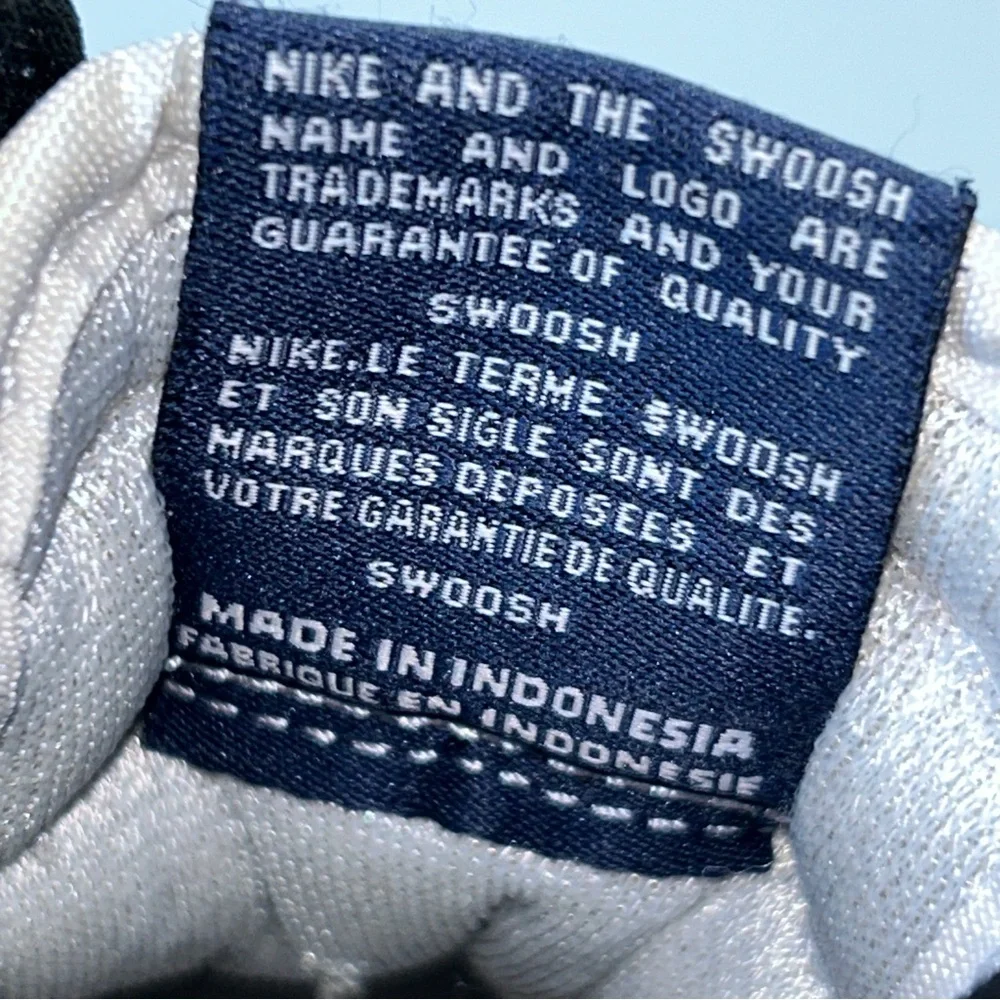 NIKE AND THE SWOOSH
NAME AND LOGO ARE
TRADEMARKS AND YOUR
GUARANTEE OF QUALITY
SWOOSH
NIKE.LE TERME SWOOSH
ET SON SIGLE SONT DES
MARQUES DEPOSEES ET
VOTRE GARANTIE DE QUALITE.
SWOOSH
MADE IN INDONESIA
FABRIQUE EN INDONESIE